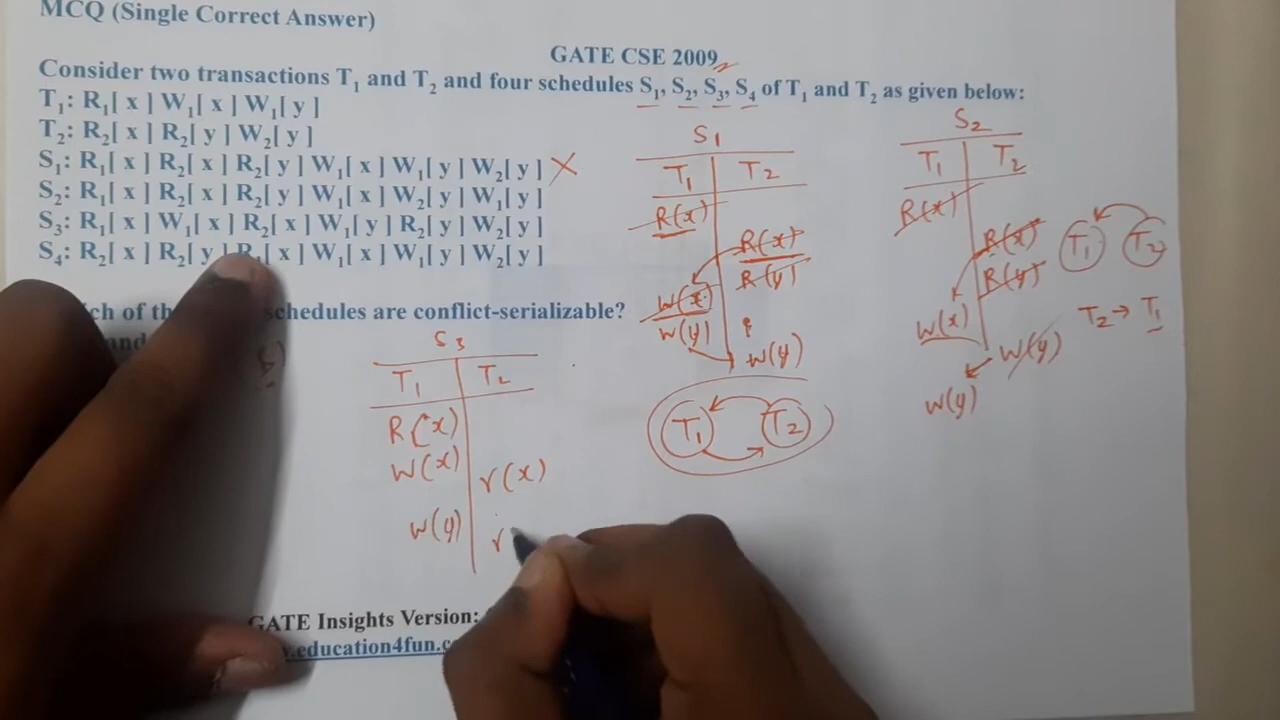 MCQ (Single Correct Answer)
GATE CSE 2009
Consider two transactions T1 and T2 and four schedules S1, S2, S3, S4 of T1 and T2 as given below:
T1: R1[ x ] W1[ x ] W1[ y ]
T2: R2[ x ] R2[ y ] W2[ y ]
S1: R1[ x ] R2[ x ] R2[ y ] W1[ x ] W1[ y ] W2[ y ] X
S2: R1[ x ] R2[ x ] R2[ y ] W1[ x ] W2[ y ] W1[ y ]
S3: R1[ x ] W1[ x ] R2[ x ] W1[ y ] R2[ y ] W2[ y ]
S4: R2[ x ] R2[ y ] R1[ x ] W1[ x ] W1[ y ] W2[ y ]
schedules are conflict-serializable?
S1
T1 T2
R(x)
R(x)
R(y)
W(x)
W(y)
W(y)
T1 T2
S2
T1 T2
R(x)
R(x)
R(y)
W(x)
W(y)
W(y)
T1 T2
T2 → T1
S3
T1 T2
R(x)
W(x)
r(x)
W(y)
r
GATE Insights Version: